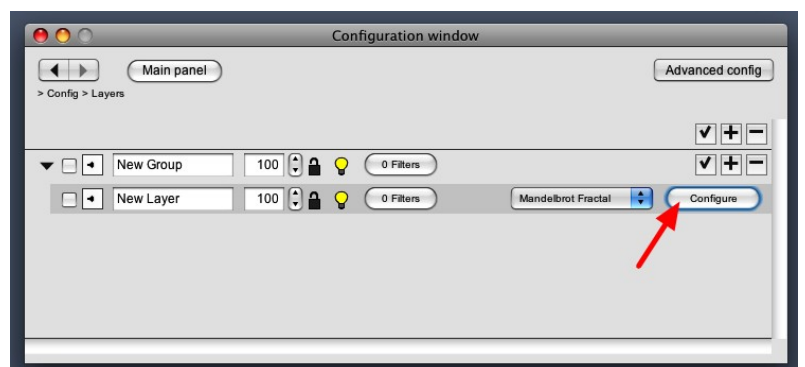 Configuration window
Main panel
Advanced config
> Config > Layers
New Group 100 0 Filters
New Layer 100 0 Filters Mandelbrot Fractal Configure